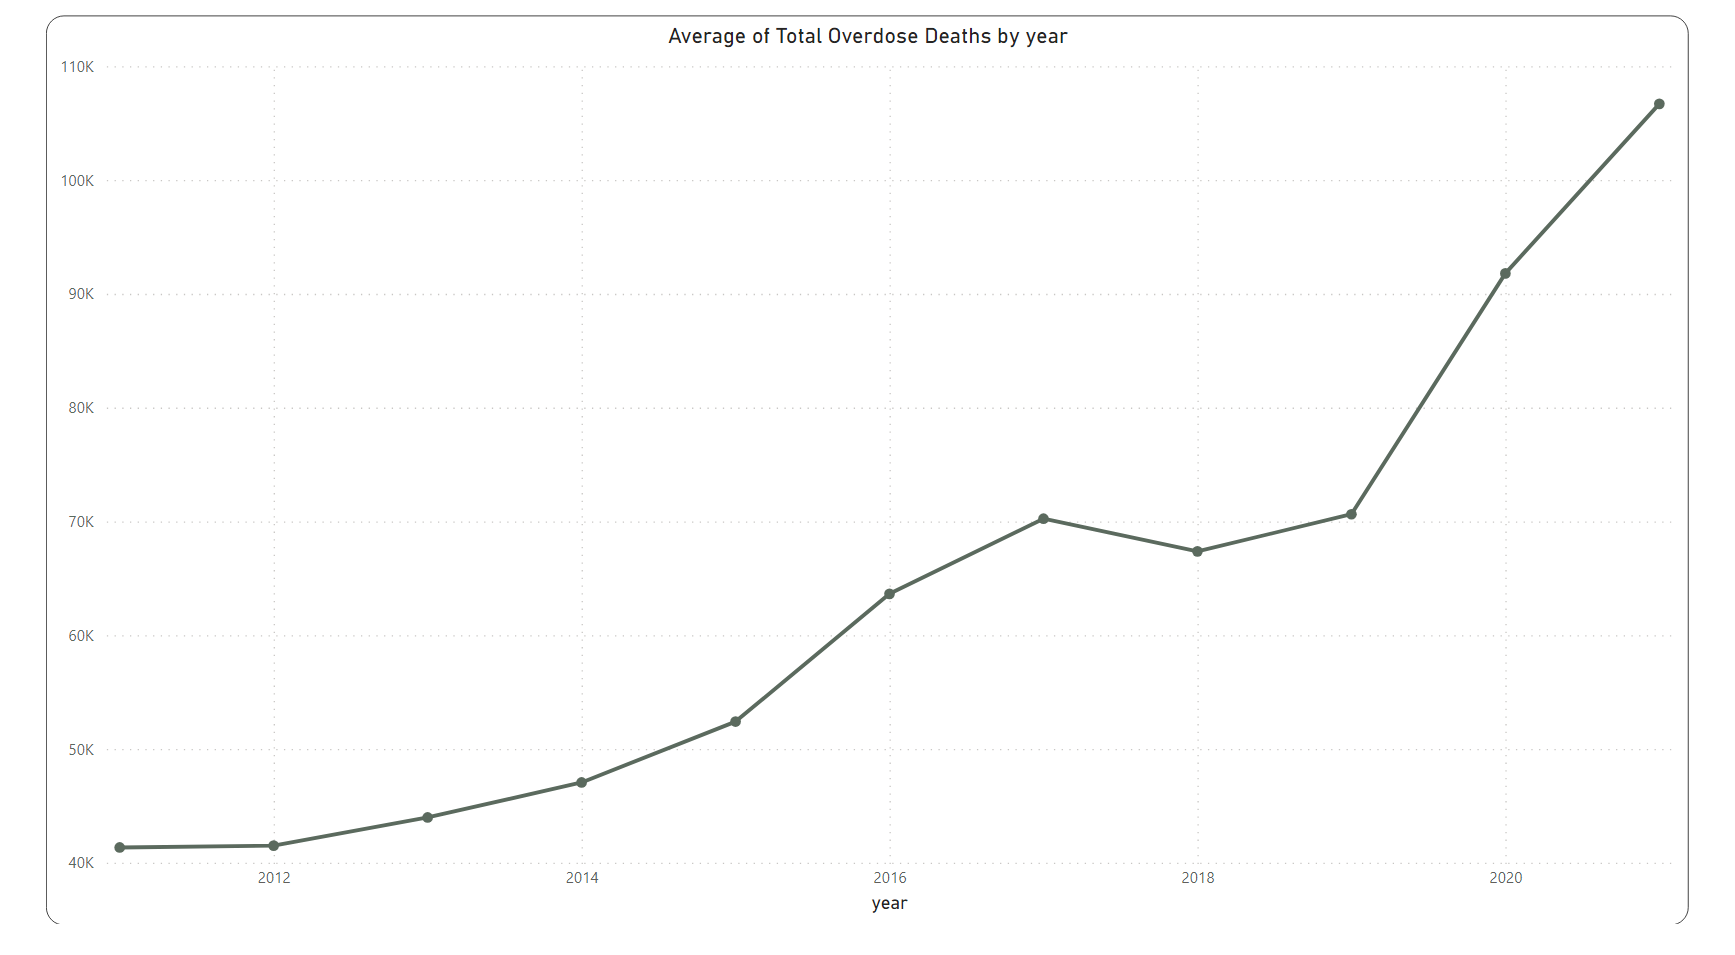 Average of Total Overdose Deaths by year
110K
100K
90K
80K
70K
60K
50K
40K
2012 2014 2016 2018 2020
year